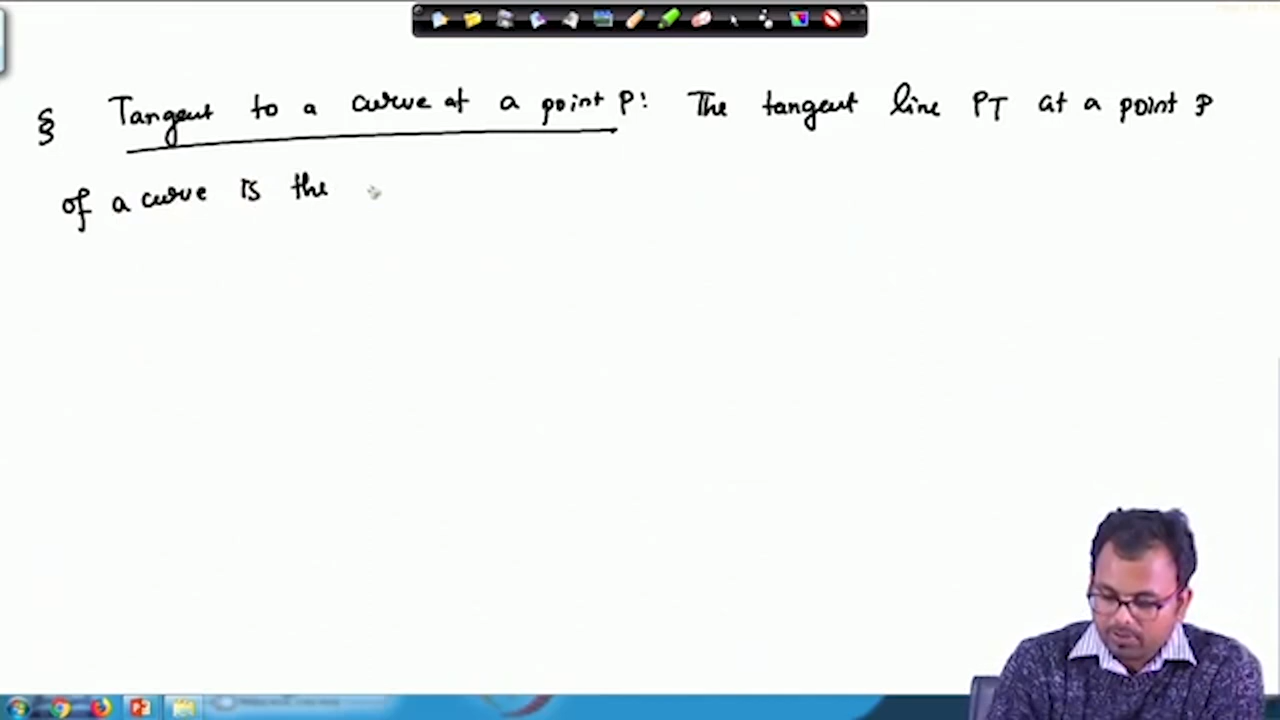 § Tangent to a curve at a point P: The tangent line PT at a point P
of a curve is the